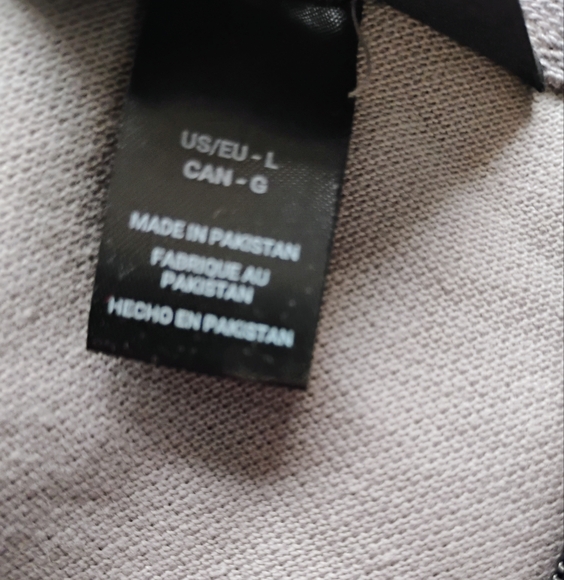 US/EU - L
CAN - G
MADE IN PAKISTAN
FABRIQUE AU
PAKISTAN
HECHO EN PAKISTAN